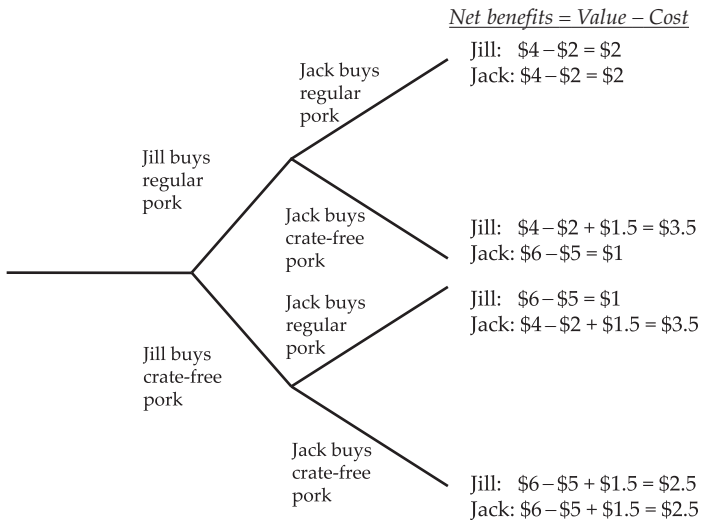 Net benefits = Value – Cost
Jill: $4–$2 = $2
Jack: $4–$2 = $2
Jack buys
regular
pork
Jill buys
regular
pork
Jack buys
crate-free
pork
Jill: $4–$2 + $1.5 = $3.5
Jack: $6–$5 = $1
Jack buys
regular
pork
Jill: $6–$5 = $1
Jack: $4–$2 + $1.5 = $3.5
Jill buys
crate-free
pork
Jack buys
crate-free
pork
Jill: $6–$5 + $1.5 = $2.5
Jack: $6–$5 + $1.5 = $2.5